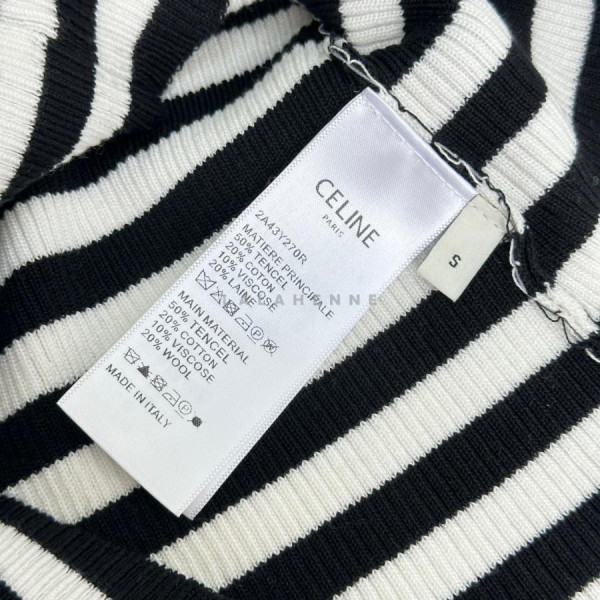 CELINE
PARIS
2A43Y270R
MATIERE PRINCIPALE
50% TENCEL
20% COTON
10% VISCOSE
20% LAINE
MAIN MATERIAL
50% TENCEL
20% COTTON
10% VISCOSE
20% WOOL
MADE IN ITALY
S